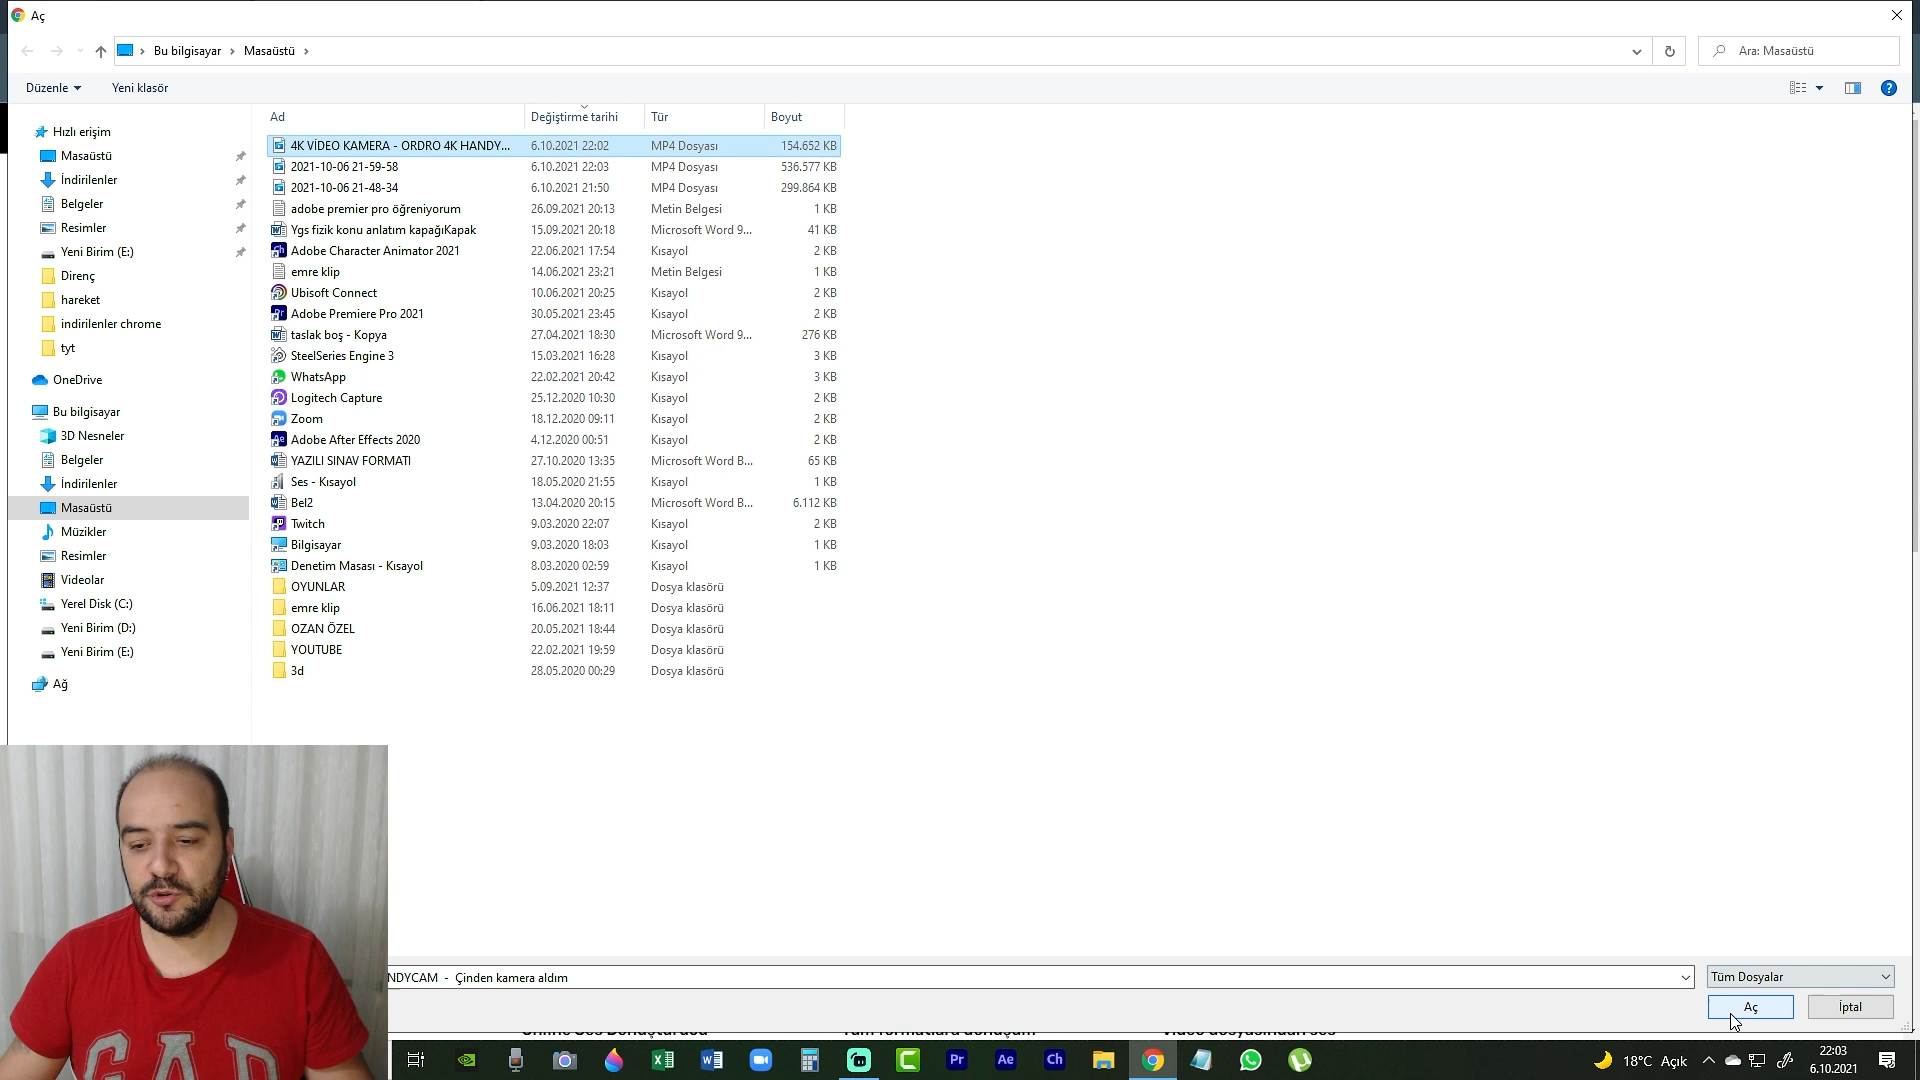 Aç
Bu bilgisayar > Masaüstü >
Ara: Masaüstü
Düzenle
Yeni klasör
Ad Değiştirme tarihi Tür Boyut
Hızlı erişim
Masaüstü
İndirilenler
Belgeler
Resimler
Yeni Birim (E:)
Direnç
hareket
indirilenler chrome
tyt
OneDrive
Bu bilgisayar
3D Nesneler
Belgeler
İndirilenler
Masaüstü
Müzikler
Resimler
Videolar
Yerel Disk (C:)
Yeni Birim (D:)
Yeni Birim (E:)
Ağ
4K VİDEO KAMERA - ORDRO 4K HANDY... 6.10.2021 22:02 MP4 Dosyası 154.652 KB
2021-10-06 21-59-58 6.10.2021 22:03 MP4 Dosyası 536.577 KB
2021-10-06 21-48-34 6.10.2021 21:50 MP4 Dosyası 299.864 KB
adobe premier pro öğreniyorum 26.09.2021 20:13 Metin Belgesi 1 KB
Ygs fizik konu anlatım kapağıKapak 15.09.2021 20:18 Microsoft Word 9... 41 KB
Adobe Character Animator 2021 22.06.2021 17:54 Kısayol 2 KB
emre klip 14.06.2021 23:21 Metin Belgesi 1 KB
Ubisoft Connect 10.06.2021 20:25 Kısayol 2 KB
Adobe Premiere Pro 2021 30.05.2021 23:45 Kısayol 2 KB
taslak boş - Kopya 27.04.2021 18:30 Microsoft Word 9... 276 KB
SteelSeries Engine 3 15.03.2021 16:28 Kısayol 3 KB
WhatsApp 22.02.2021 20:42 Kısayol 3 KB
Logitech Capture 25.12.2020 10:30 Kısayol 2 KB
Zoom 18.12.2020 09:11 Kısayol 2 KB
Adobe After Effects 2020 4.12.2020 00:51 Kısayol 2 KB
YAZILI SINAV FORMATI 27.10.2020 13:35 Microsoft Word B... 65 KB
Ses - Kısayol 18.05.2020 21:55 Kısayol 1 KB
Bel2 13.04.2020 20:15 Microsoft Word B... 6.112 KB
Twitch 9.03.2020 22:07 Kısayol 2 KB
Bilgisayar 9.03.2020 18:03 Kısayol 1 KB
Denetim Masası - Kısayol 8.03.2020 02:59 Kısayol 1 KB
OYUNLAR 5.09.2021 12:37 Dosya klasörü
emre klip 16.06.2021 18:11 Dosya klasörü
OZAN ÖZEL 20.05.2021 18:44 Dosya klasörü
YOUTUBE 22.02.2021 19:59 Dosya klasörü
3d 28.05.2020 00:29 Dosya klasörü
NDYCAM - Çinden kamera aldım
Tüm Dosyalar
Aç
İptal
GAP
Pr
Ae
Ch
18°C Açık
22:03
6.10.2021